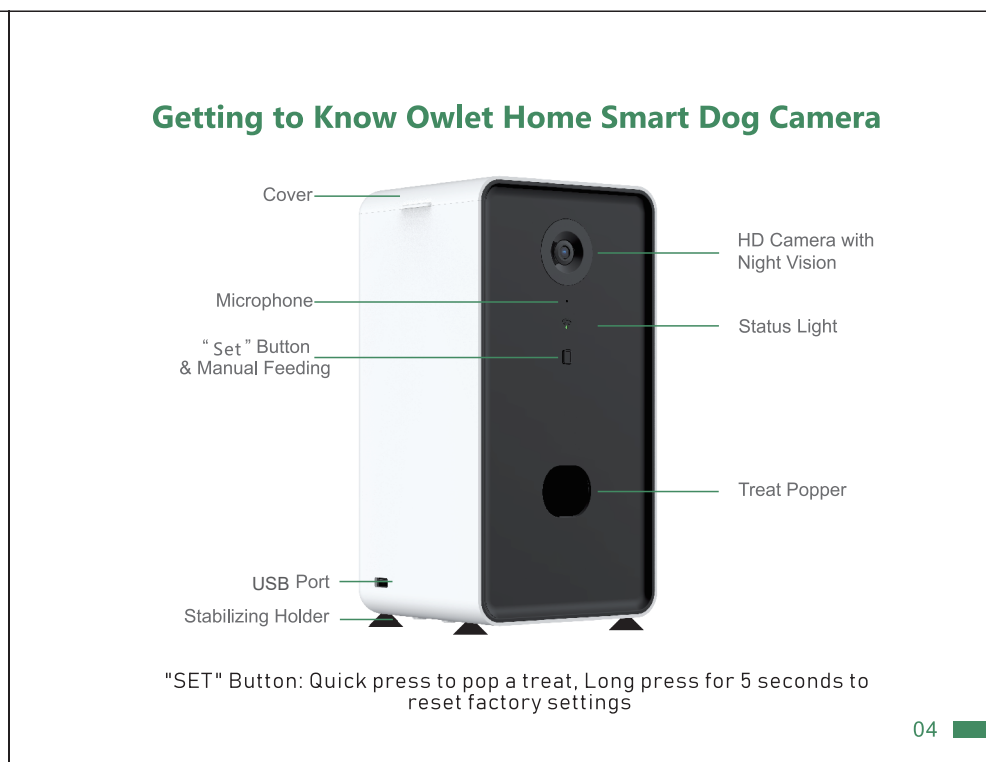 Getting to Know Owlet Home Smart Dog Camera
Cover
HD Camera with
Night Vision
Microphone
Status Light
“Set” Button
& Manual Feeding
Treat Popper
USB Port
Stabilizing Holder
"SET" Button: Quick press to pop a treat, Long press for 5 seconds to
reset factory settings
04